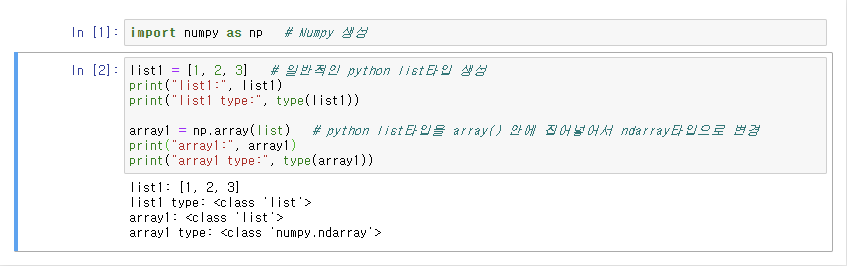 In [1]: import numpy as np # Numpy 생성
In [2]: list1 = [1, 2, 3] # 일반적인 python list타입 생성
print("list1:", list1)
print("list1 type:", type(list1))
array1 = np.array(list) # python list타입을 array() 안에 집어넣어서 ndarray타입으로 변경
print("array1:", array1)
print("array1 type:", type(array1))
list1: [1, 2, 3]
list1 type: <class 'list'>
array1: <class 'list'>
array1 type: <class 'numpy.ndarray'>